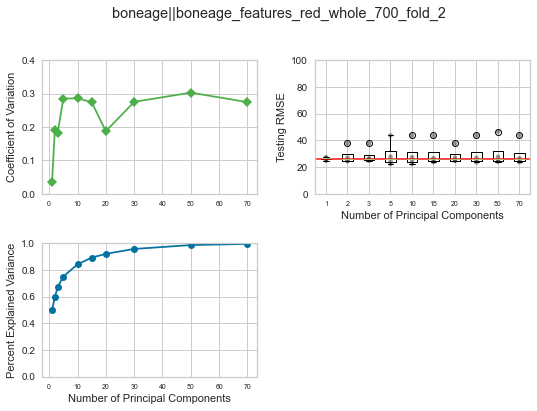 boneage||boneage_features_red_whole_700_fold_2
Coefficient of Variation
0.4
0.3
0.2
0.1
0.0
0 10 20 30 40 50 60 70
Testing RMSE
100
80
60
40
20
0
1 2 3 5 10 15 20 30 50 70
Number of Principal Components
Percent Explained Variance
1.0
0.8
0.6
0.4
0.2
0.0
0 10 20 30 40 50 60 70
Number of Principal Components